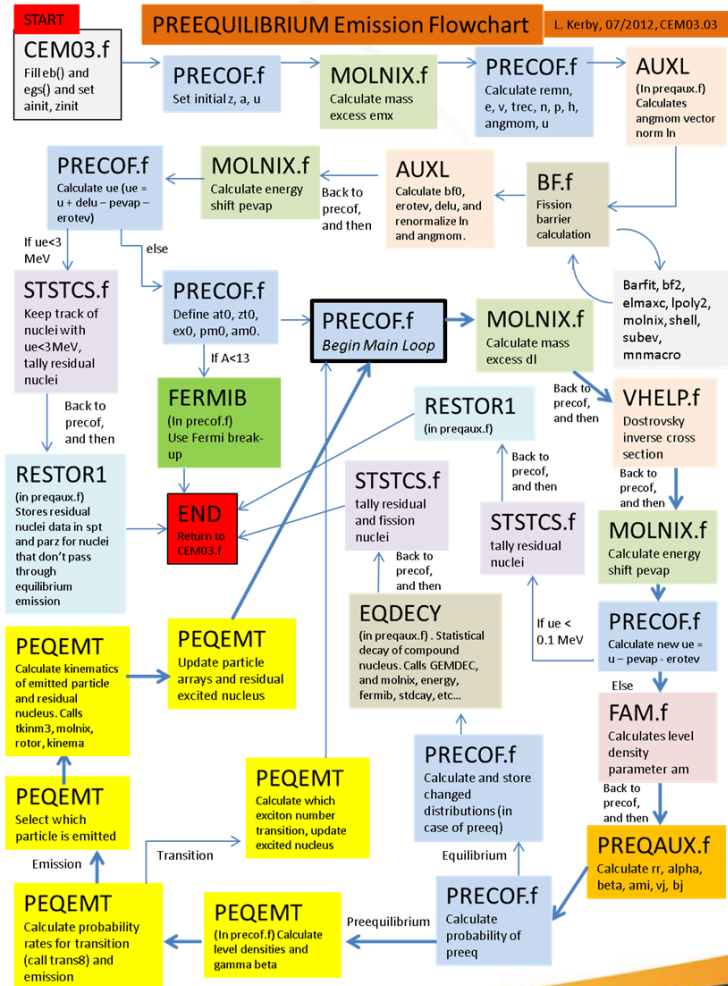 START
PREEQUILIBRIUM Emission Flowchart
L. Kerby, 07/2012, CEM03.03
CEM03.f
Fill eb() and
egs() and set
ainit, zinit
PRECOF.f
Set initial z, a, u
MOLNIX.f
Calculate mass
excess emx
PRECOF.f
Calculate remn,
e, v, trec, n, p, h,
angmom, u
AUXL
(In preqaux.f)
Calculates
angmom vector
norm ln
PRECOF.f
Calculate ue (ue =
u + delu – pevap –
erotev)
MOLNIX.f
Calculate energy
shift pevap
Back to
precof,
and then
AUXL
Calculate bf0,
erotev, delu, and
renormalize ln
and angmom.
BF.f
Fission
barrier
calculation
If ue<3
MeV
else
Barfit, bf2,
elmaxc, lpoly2,
molnix, shell,
subev,
mnmacro
STSTCS.f
Keep track of
nuclei with
ue<3MeV,
tally residual
nuclei
PRECOF.f
Define at0, zt0,
ex0, pm0, am0.
PRECOF.f
Begin Main Loop
MOLNIX.f
Calculate mass
excess dl
If A<13
Back to
precof,
and then
FERMIB
(In precof.f)
Use Fermi break-
up
RESTOR1
(in preqaux.f)
VHELP.f
Dostrovsky
inverse cross
section
Back to
precof,
and then
RESTOR1
(in preqaux.f)
Stores residual
nuclei data in spt
and parz for nuclei
that don't pass
through
equilibrium
emission
END
Return to
CEM03.f
STSTCS.f
tally residual
and fission
nuclei
Back to
precof,
and then
STSTCS.f
tally residual
nuclei
Back to
precof,
and then
MOLNIX.f
Calculate energy
shift pevap
Back to
precof,
and then
EQDECY
(in preqaux.f) . Statistical
decay of compound
nucleus. Calls GEMDEC,
and molnix, energy,
fermib, stdcay, etc...
If ue <
0.1 MeV
PRECOF.f
Calculate new ue =
u – pevap - erotev
Else
PEQEMT
Calculate kinematics
of emitted particle
and residual
nucleus. Calls
tkinm3, molnix,
rotor, kinema
PEQEMT
Update particle
arrays and residual
excited nucleus
FAM.f
Calculates level
density
parameter am
Back to
precof,
and then
PEQEMT
Select which
particle is emitted
PEQEMT
Calculate which
exciton number
transition, update
excited nucleus
PRECOF.f
Calculate and store
changed
distributions (in
case of preeq)
PREQAUX.f
Calculate rr, alpha,
beta, ami, vj, bj
Emission
Transition
Equilibrium
PEQEMT
Calculate probability
rates for transition
(call trans8) and
emission
PEQEMT
(In precof.f) Calculate
level densities and
gamma beta
Preequilibrium
PRECOF.f
Calculate
probability of
preeq